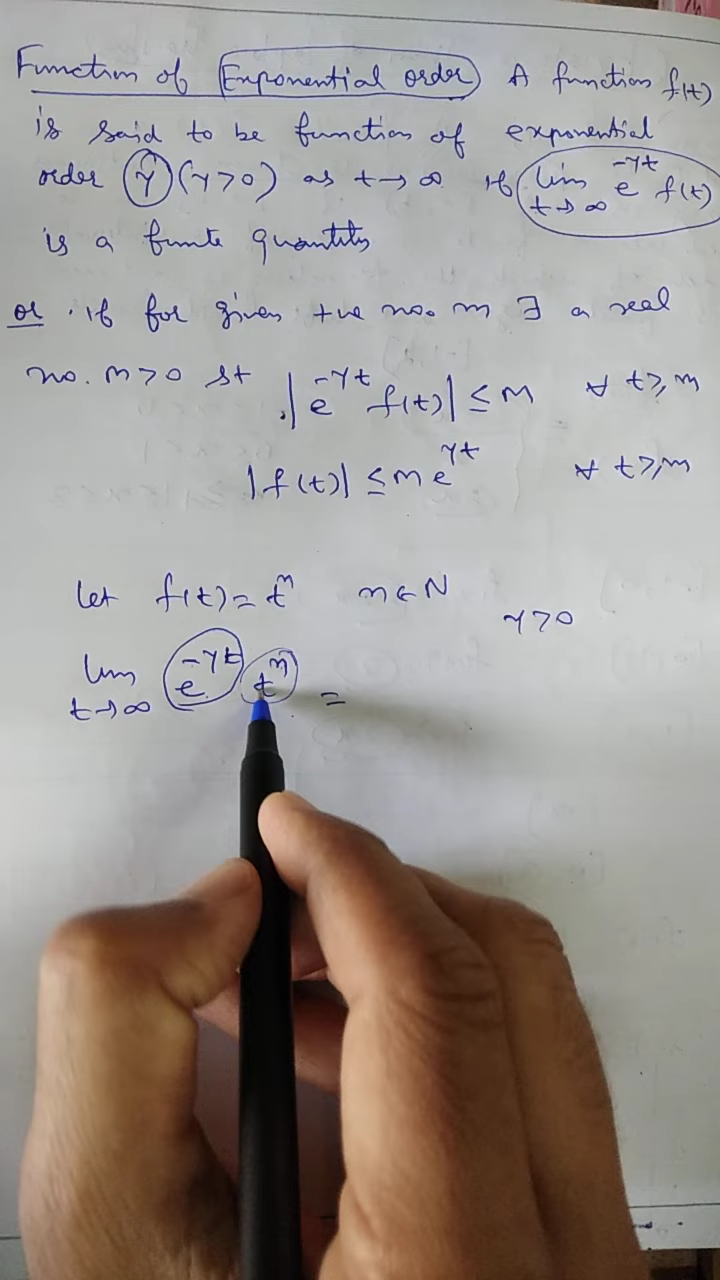 Function of Exponential order A function f(t)
is said to be function of exponential
order γ (γ>0) as t→∞ if lim t→∞ e^{-γt} f(t)
is a finite quantity
or . if for given +ve no. m ∃ a real
no. M>0 st . |e^{-γt} f(t)| ≤ M ∀ t≥m
|f(t)| ≤ M e^{γt} ∀ t≥m
let f(t) = t^n n∈N
γ>0
lim t→∞ e^{-γt} t^n =